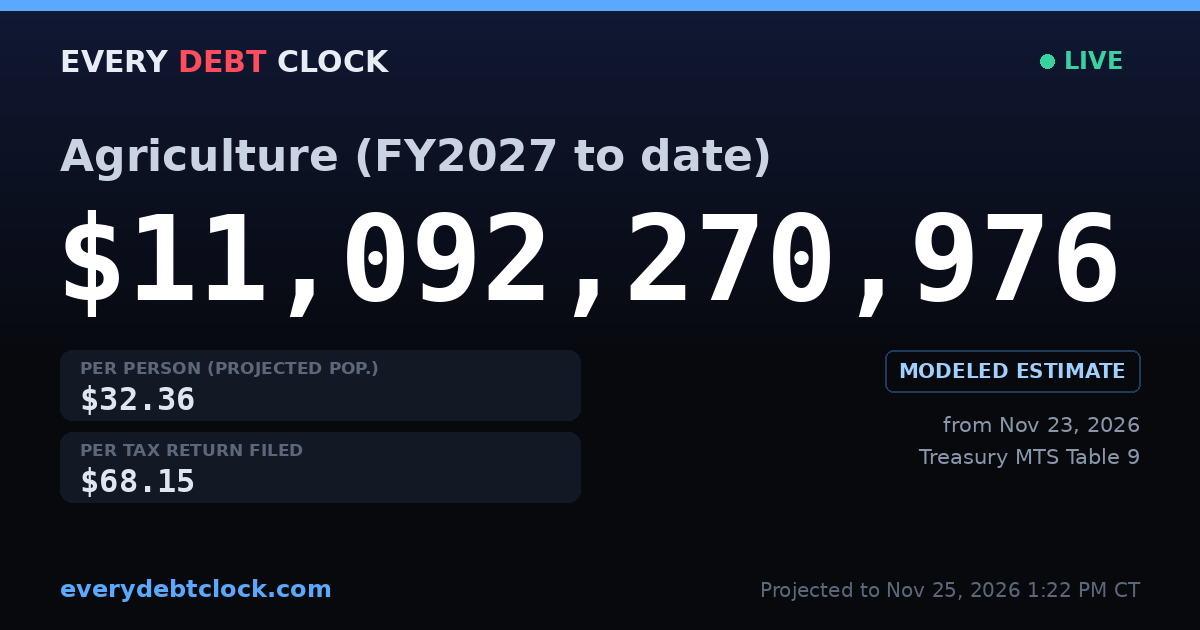 EVERY DEBT CLOCK
LIVE
Agriculture (FY2027 to date)
$11,092,270,976
PER PERSON (PROJECTED POP.)
$32.36
PER TAX RETURN FILED
$68.15
MODELED ESTIMATE
from Nov 23, 2026
Treasury MTS Table 9
everydebtclock.com
Projected to Nov 25, 2026 1:22 PM CT